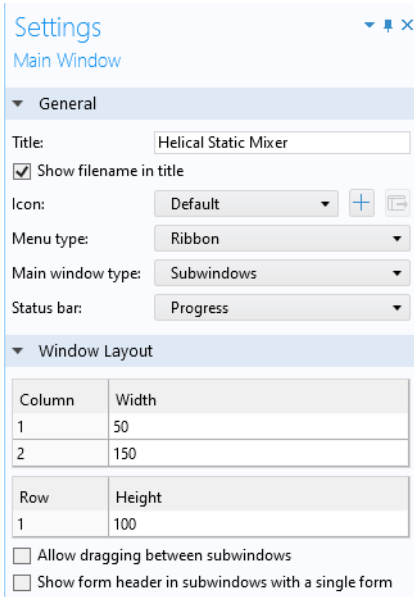 Settings
Main Window
General
Title: Helical Static Mixer
Show filename in title
Icon: Default
Menu type: Ribbon
Main window type: Subwindows
Status bar: Progress
Window Layout
Column Width
1 50
2 150
Row Height
1 100
Allow dragging between subwindows
Show form header in subwindows with a single form